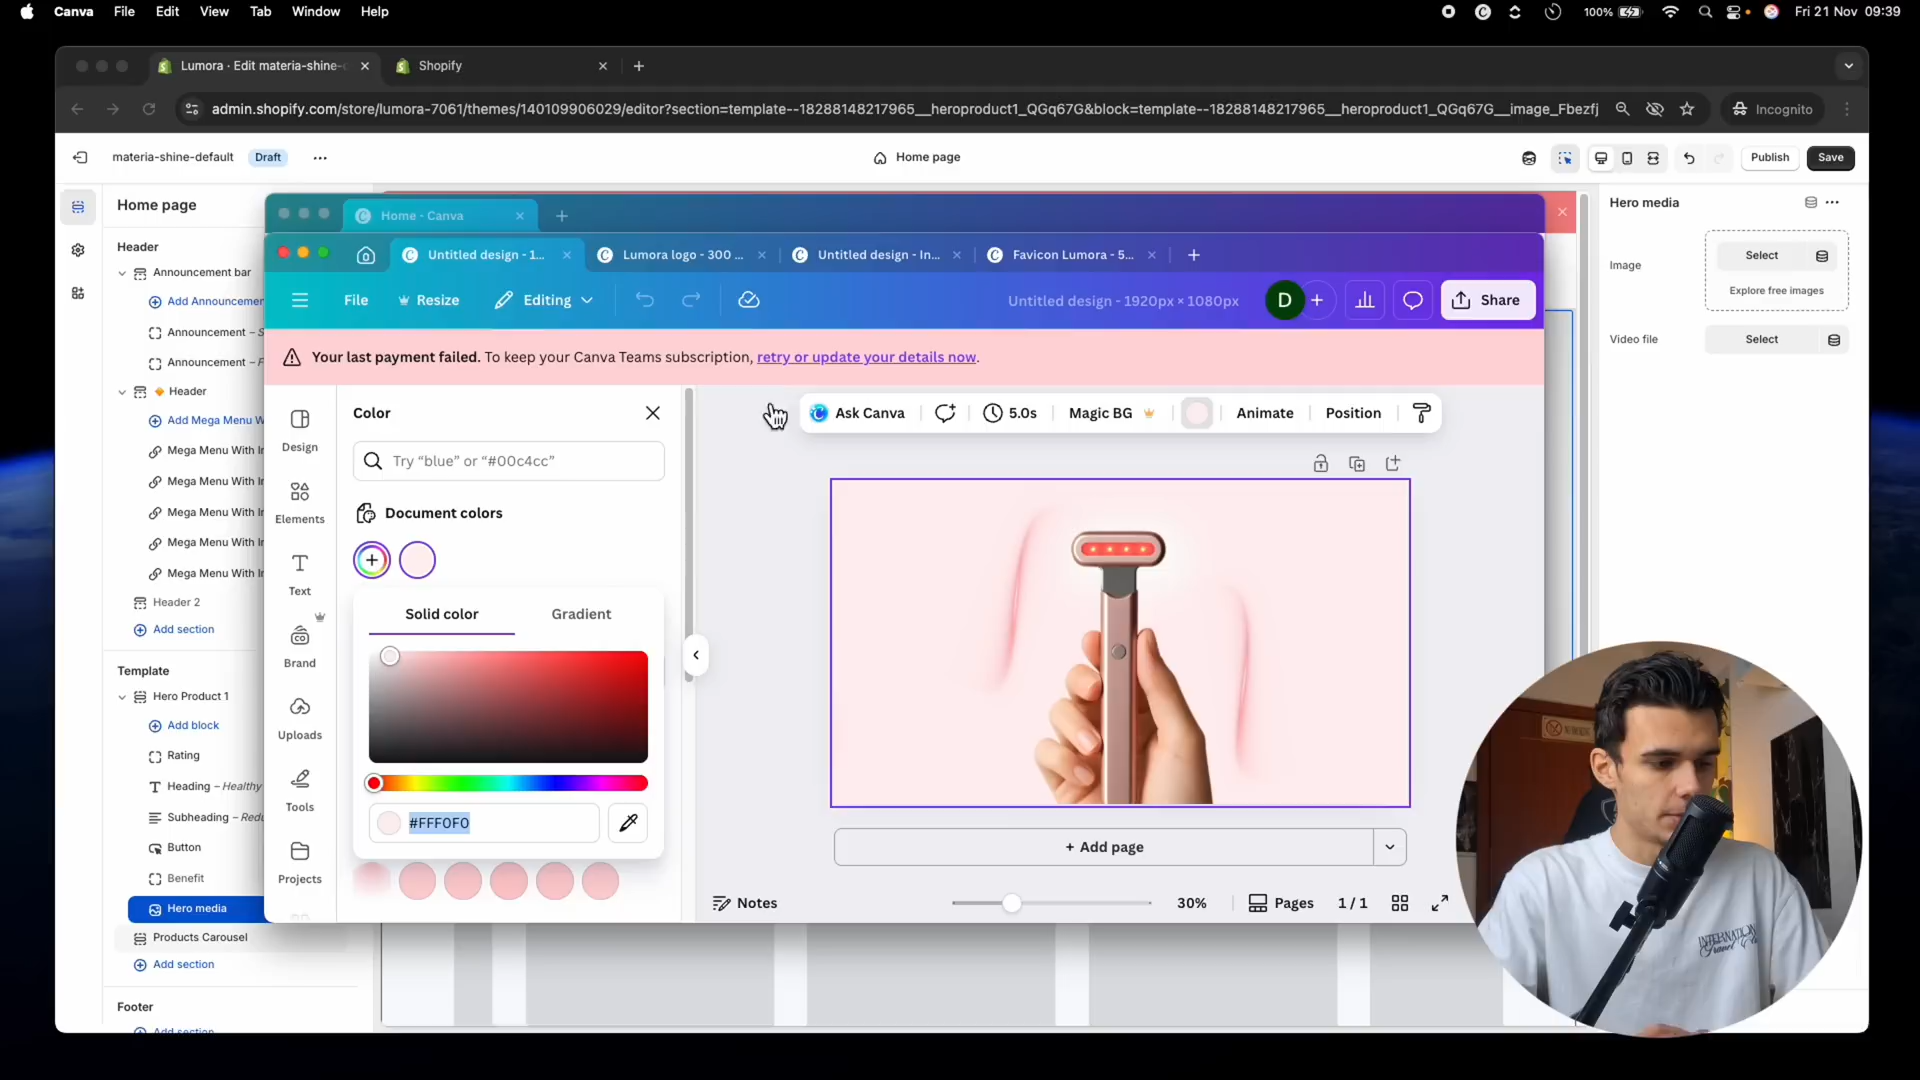 Canva File Edit View Tab Window Help
100% Fri 21 Nov 09:39
Lumora · Edit materia-shine-
Shopify
admin.shopify.com/store/lumora-7061/themes/140109906029/editor?section=template--18288148217965__heroproduct1_QGq67G&block=template--18288148217965__heroproduct1_QGq67G__image_Fbezfj
Incognito
materia-shine-default
Draft
Home page
Publish
Save
Home page
Header
Announcement bar
Add Announcemen
Announcement – S
Announcement – F
Header
Add Mega Menu W
Mega Menu With In
Mega Menu With In
Mega Menu With In
Mega Menu With In
Mega Menu With In
Header 2
Add section
Template
Hero Product 1
Add block
Rating
Heading – Healthy
Subheading – Redu
Button
Benefit
Hero media
Products Carousel
Add section
Footer
Add section
Home - Canva
Untitled design - 1...
Lumora logo - 300 ...
Untitled design - In...
Favicon Lumora - 5...
File
Resize
Editing
Untitled design - 1920px × 1080px
D
Share
Your last payment failed. To keep your Canva Teams subscription, retry or update your details now.
Design
Elements
Text
Brand
Uploads
Tools
Projects
Color
Try “blue” or “#00c4cc”
Document colors
Solid color
Gradient
#FFF0F0
Ask Canva
5.0s
Magic BG
Animate
Position
+ Add page
Notes
30%
Pages
1 / 1
Hero media
Image
Select
Explore free images
Video file
Select
INTERNATIONAL